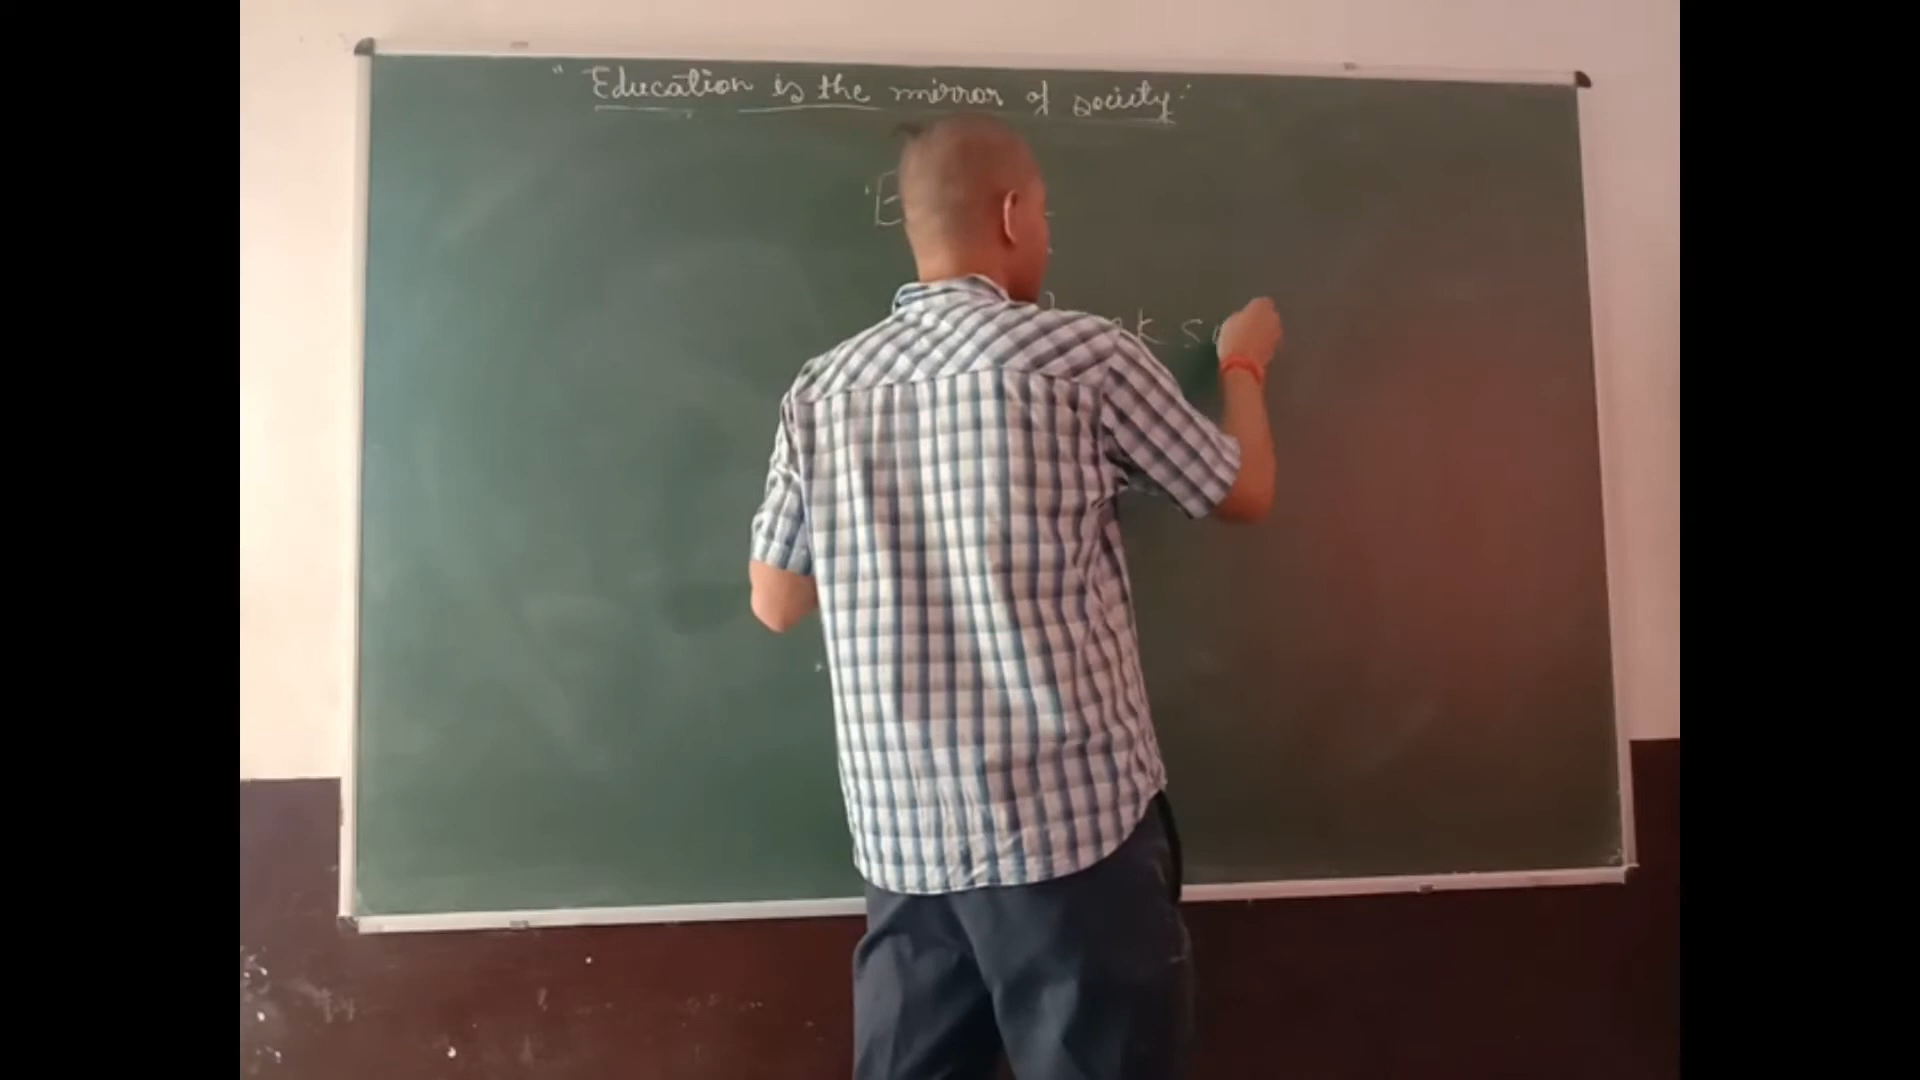 "Education is the mirror of society"